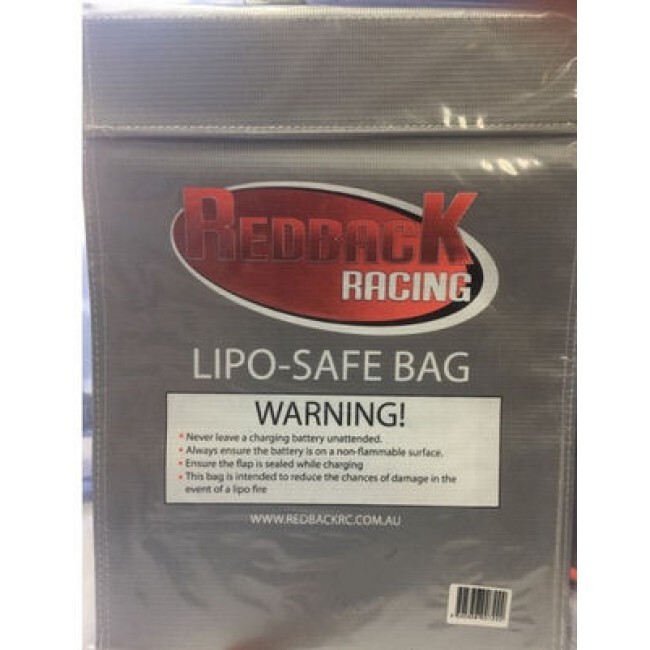 REDBACK
RACING
LIPO-SAFE BAG
WARNING!
• Never leave a charging battery unattended.
• Always ensure the battery is on a non-flammable surface.
• Ensure the flap is sealed while charging
• This bag is intended to reduce the chances of damage in the
event of a lipo fire
WWW.REDBACKRC.COM.AU